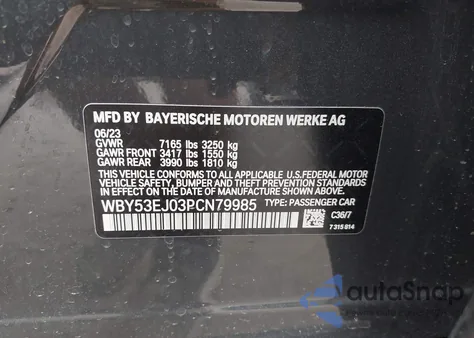 MFD BY BAYERISCHE MOTOREN WERKE AG
06/23
GVWR 7165 lbs 3250 kg
GAWR FRONT 3417 lbs 1550 kg
GAWR REAR 3990 lbs 1810 kg
THIS VEHICLE CONFORMS TO ALL APPLICABLE U.S.FEDERAL MOTOR
VEHICLE SAFETY, BUMPER, AND THEFT PREVENTION STANDARDS
IN EFFECT ON THE DATE OF MANUFACTURE SHOWN ABOVE.
WBY53EJ03PCN79985 TYPE: PASSENGER CAR
C36/7
7 315 814
autoSnap